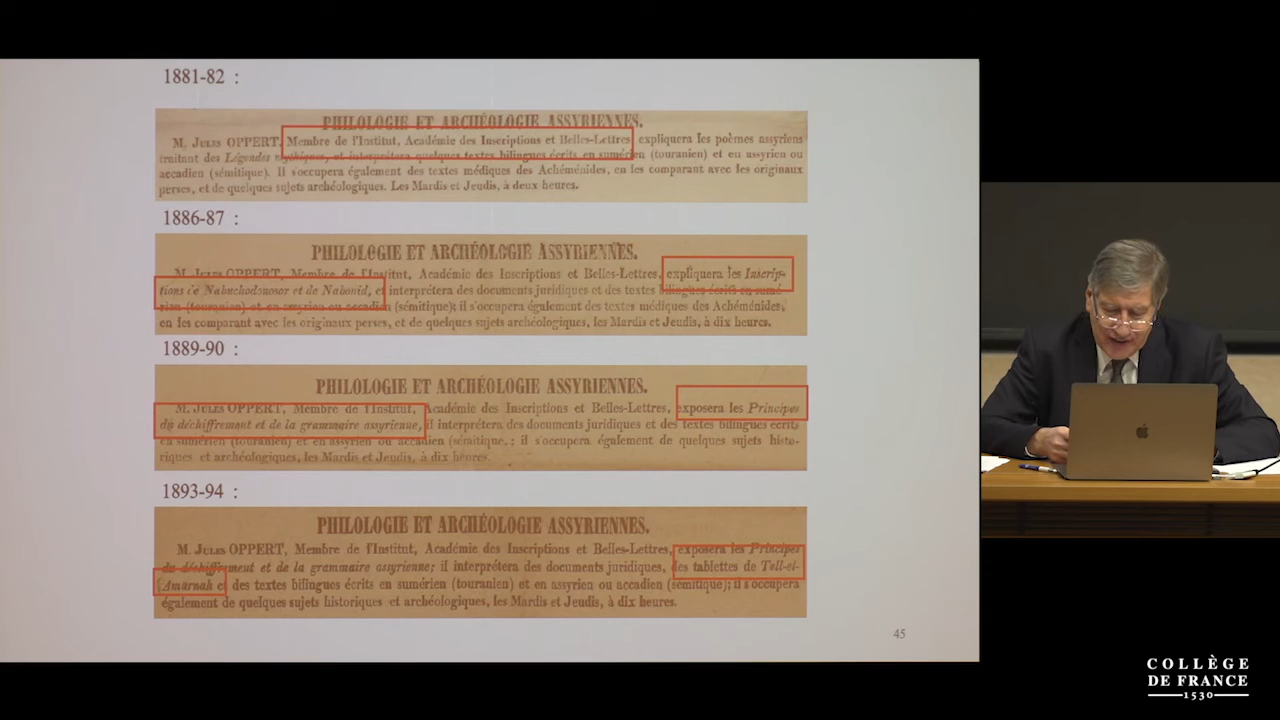 1881-82 :
PHILOLOGIE ET ARCHÉOLOGIE ASSYRIENNES.
M. JULES OPPERT, Membre de l'Institut, Académie des Inscriptions et Belles-Lettres, expliquera les poèmes assyriens
traitant des Légendes mythiques, et interprétera quelques textes bilingues écrits en sumérien (touranien) et en assyrien ou
accadien (sémitique). Il s'occupera également des textes médiques des Achéménides, en les comparant avec les originaux
perses, et de quelques sujets archéologiques. Les Mardis et Jeudis, à deux heures.
1886-87 :
PHILOLOGIE ET ARCHÉOLOGIE ASSYRIENNES.
M. JULES OPPERT, Membre de l'Institut, Académie des Inscriptions et Belles-Lettres, expliquera les Inscrip-
tions de Nabuchodonosor et de Nabonid, et interprétera des documents juridiques et des textes bilingues écrits en sumé-
rien (touranien) et en assyrien ou accadien (sémitique); il s'occupera également des textes médiques des Achéménides,
en les comparant avec les originaux perses, et de quelques sujets archéologiques, les Mardis et Jeudis, à dix heures.
1889-90 :
PHILOLOGIE ET ARCHÉOLOGIE ASSYRIENNES.
M. JULES OPPERT, Membre de l'Institut, Académie des Inscriptions et Belles-Lettres, exposera les Principes
du déchiffrement et de la grammaire assyrienne, il interprétera des documents juridiques et des textes bilingues écrits
en sumérien (touranien) et en assyrien ou accadien (sémitique.; il s'occupera également de quelques sujets histo-
riques et archéologiques, les Mardis et Jeudis, à dix heures.
1893-94 :
PHILOLOGIE ET ARCHÉOLOGIE ASSYRIENNES.
M. JULES OPPERT, Membre de l'Institut, Académie des Inscriptions et Belles-Lettres, exposera les Principes
du déchiffrement et de la grammaire assyrienne; il interprétera des documents juridiques, des tablettes de Tell-el-
Amarnah et des textes bilingues écrits en sumérien (touranien) et en assyrien ou accadien (sémitique); il s'occupera
également de quelques sujets historiques et archéologiques, les Mardis et Jeudis, à dix heures.
45
COLLÈGE
DE FRANCE
1530